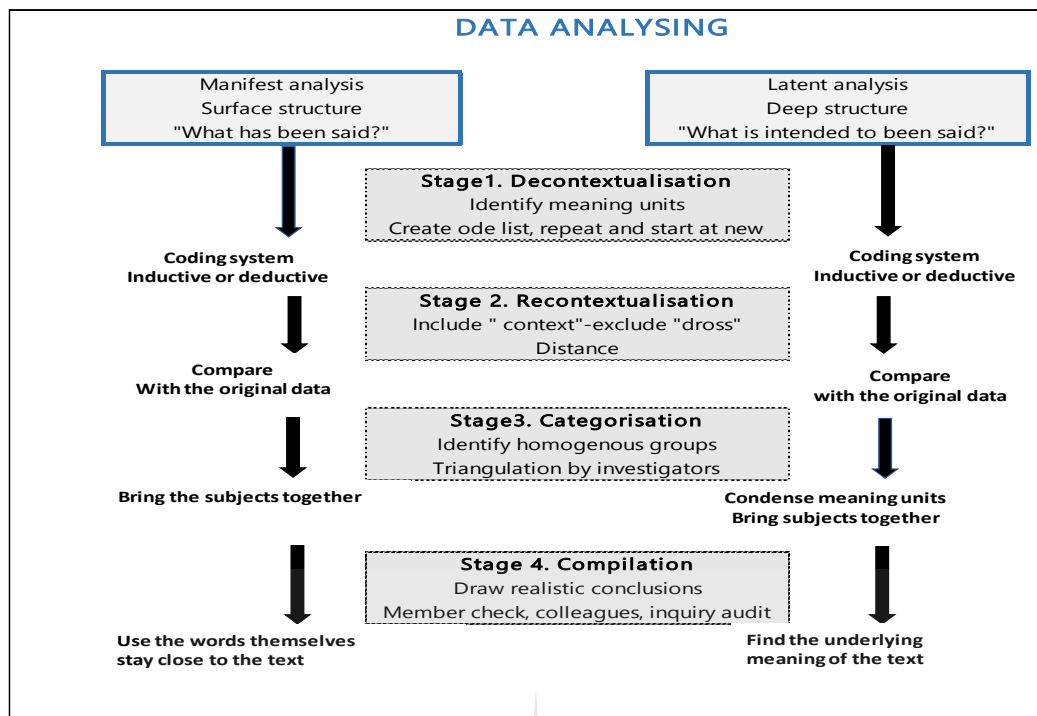 DATA ANALYSING
Manifest analysis
Surface structure
"What has been said?"
Latent analysis
Deep structure
"What is intended to been said?"
Stage1. Decontextualisation
Identify meaning units
Create ode list, repeat and start at new
Coding system
Inductive or deductive
Coding system
Inductive or deductive
Stage 2. Recontextualisation
Include " context"-exclude "dross"
Distance
Compare
With the original data
Compare
with the original data
Stage3. Categorisation
Identify homogenous groups
Triangulation by investigators
Bring the subjects together
Condense meaning units
Bring subjects together
Stage 4. Compilation
Draw realistic conclusions
Member check, colleagues, inquiry audit
Use the words themselves
stay close to the text
Find the underlying
meaning of the text